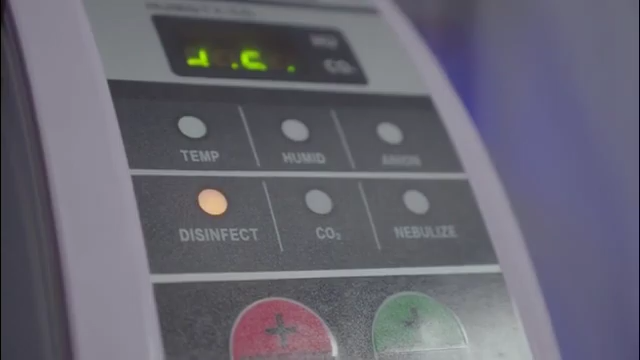 CO₂
TEMP HUMID ANION
DISINFECT CO₂ NEBULIZE
+ +